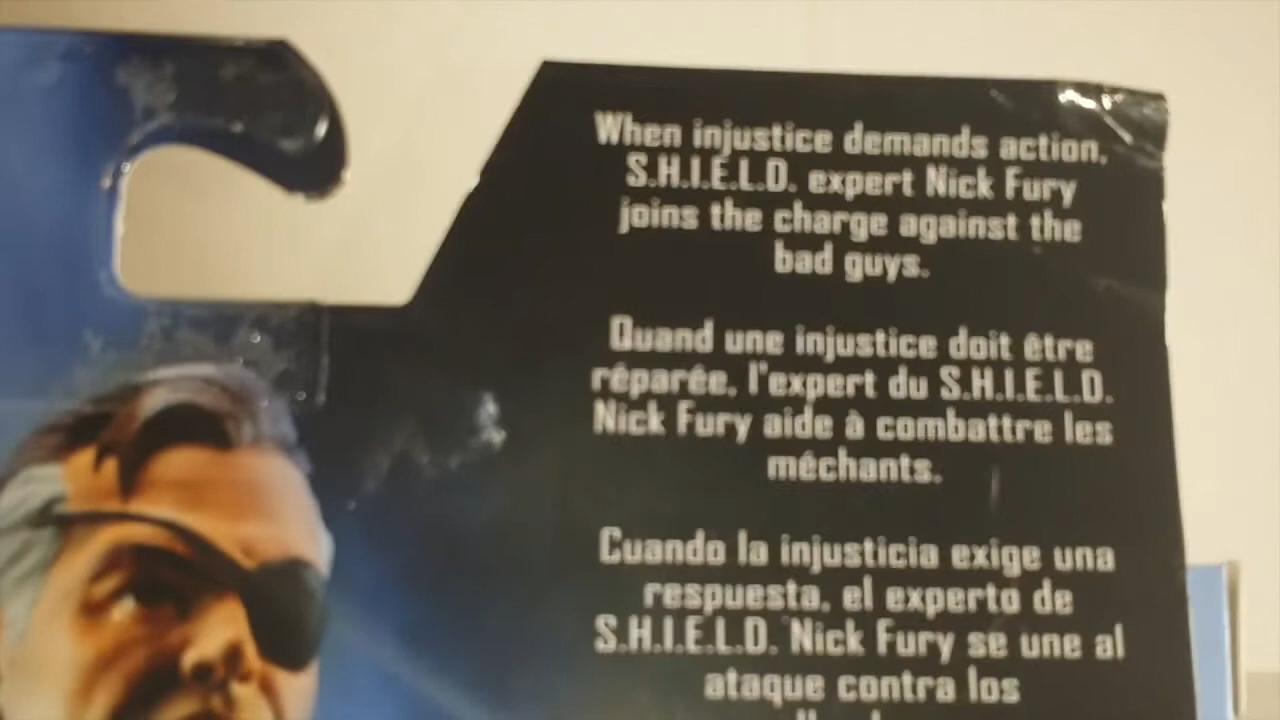 When injustice demands action,
S.H.I.E.L.D. expert Nick Fury
joins the charge against the
bad guys.
Quand une injustice doit être
réparée, l'expert du S.H.I.E.L.D.
Nick Fury aide à combattre les
méchants.
Cuando la injusticia exige una
respuesta, el experto de
S.H.I.E.L.D. Nick Fury se une al
ataque contra los